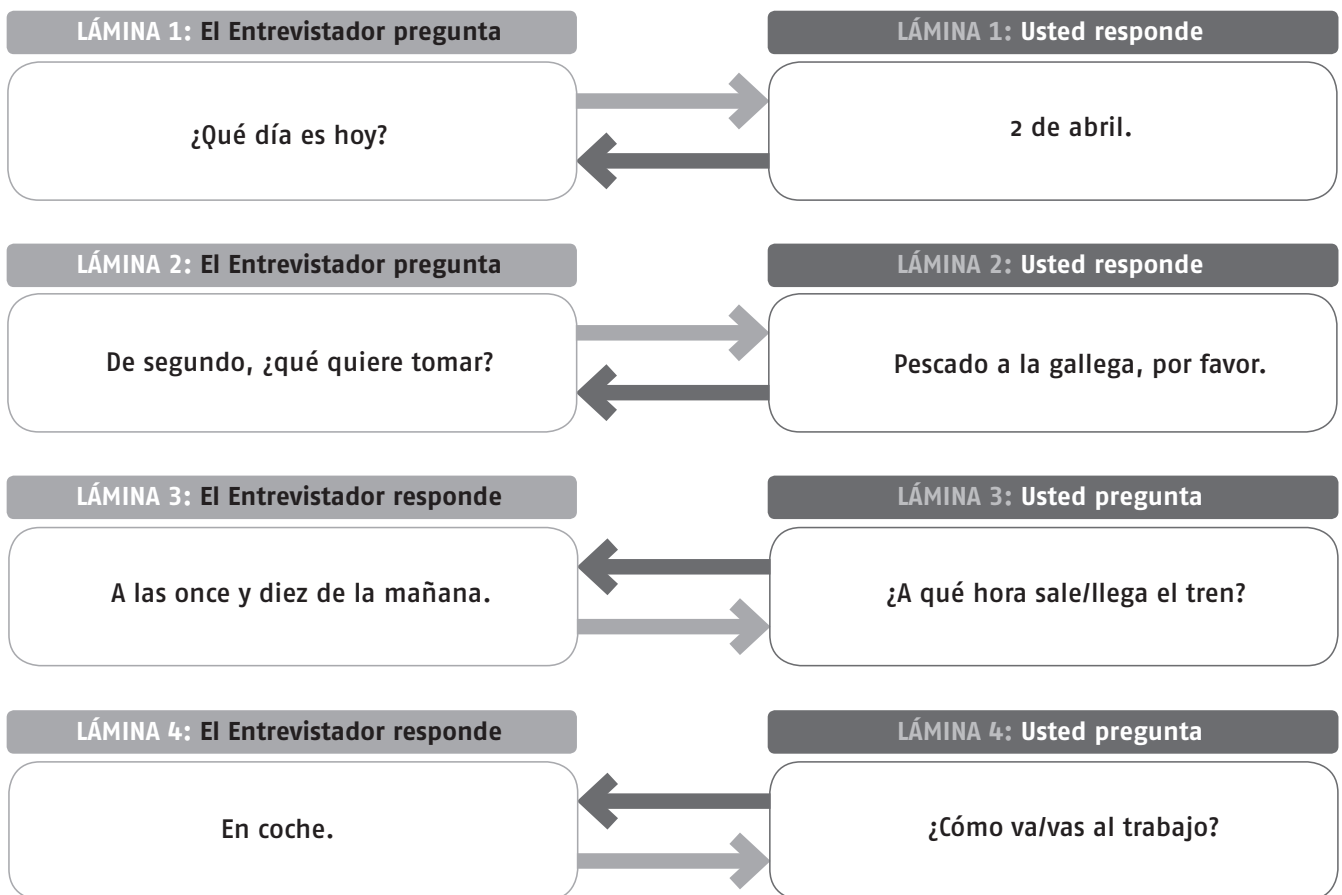 LÁMINA 1: El Entrevistador pregunta
LÁMINA 1: Usted responde
¿Qué día es hoy?
2 de abril.
LÁMINA 2: El Entrevistador pregunta
LÁMINA 2: Usted responde
De segundo, ¿qué quiere tomar?
Pescado a la gallega, por favor.
LÁMINA 3: El Entrevistador responde
LÁMINA 3: Usted pregunta
A las once y diez de la mañana.
¿A qué hora sale/llega el tren?
LÁMINA 4: El Entrevistador responde
LÁMINA 4: Usted pregunta
En coche.
¿Cómo va/vas al trabajo?